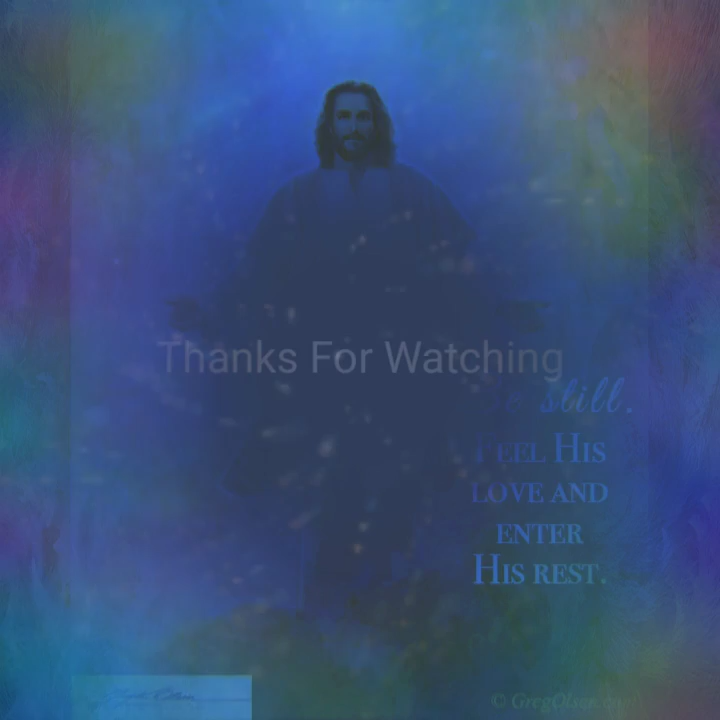 Thanks For Watching
still.
Feel His
love and
enter
His rest.
© GregOlsen